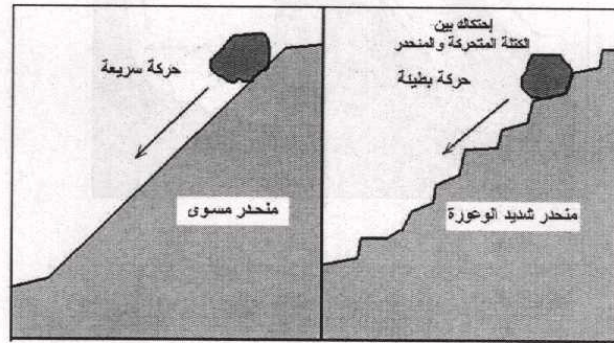 إحتكاك بين
الكتلة المتحركة والمنحدر
حركة بطيئة
منحدر شديد الوعورة
حركة سريعة
منحدر مسوى